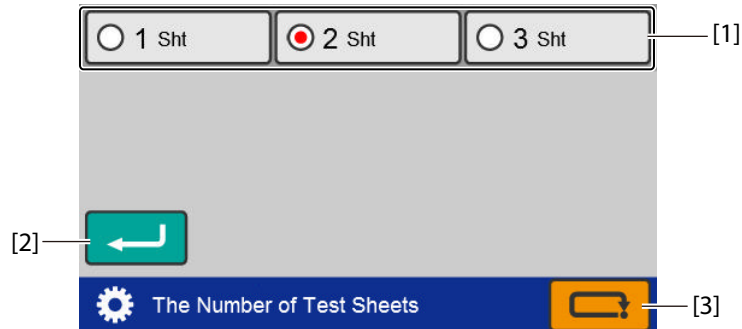 1 Sht 2 Sht 3 Sht [1]
[2]
The Number of Test Sheets [3]